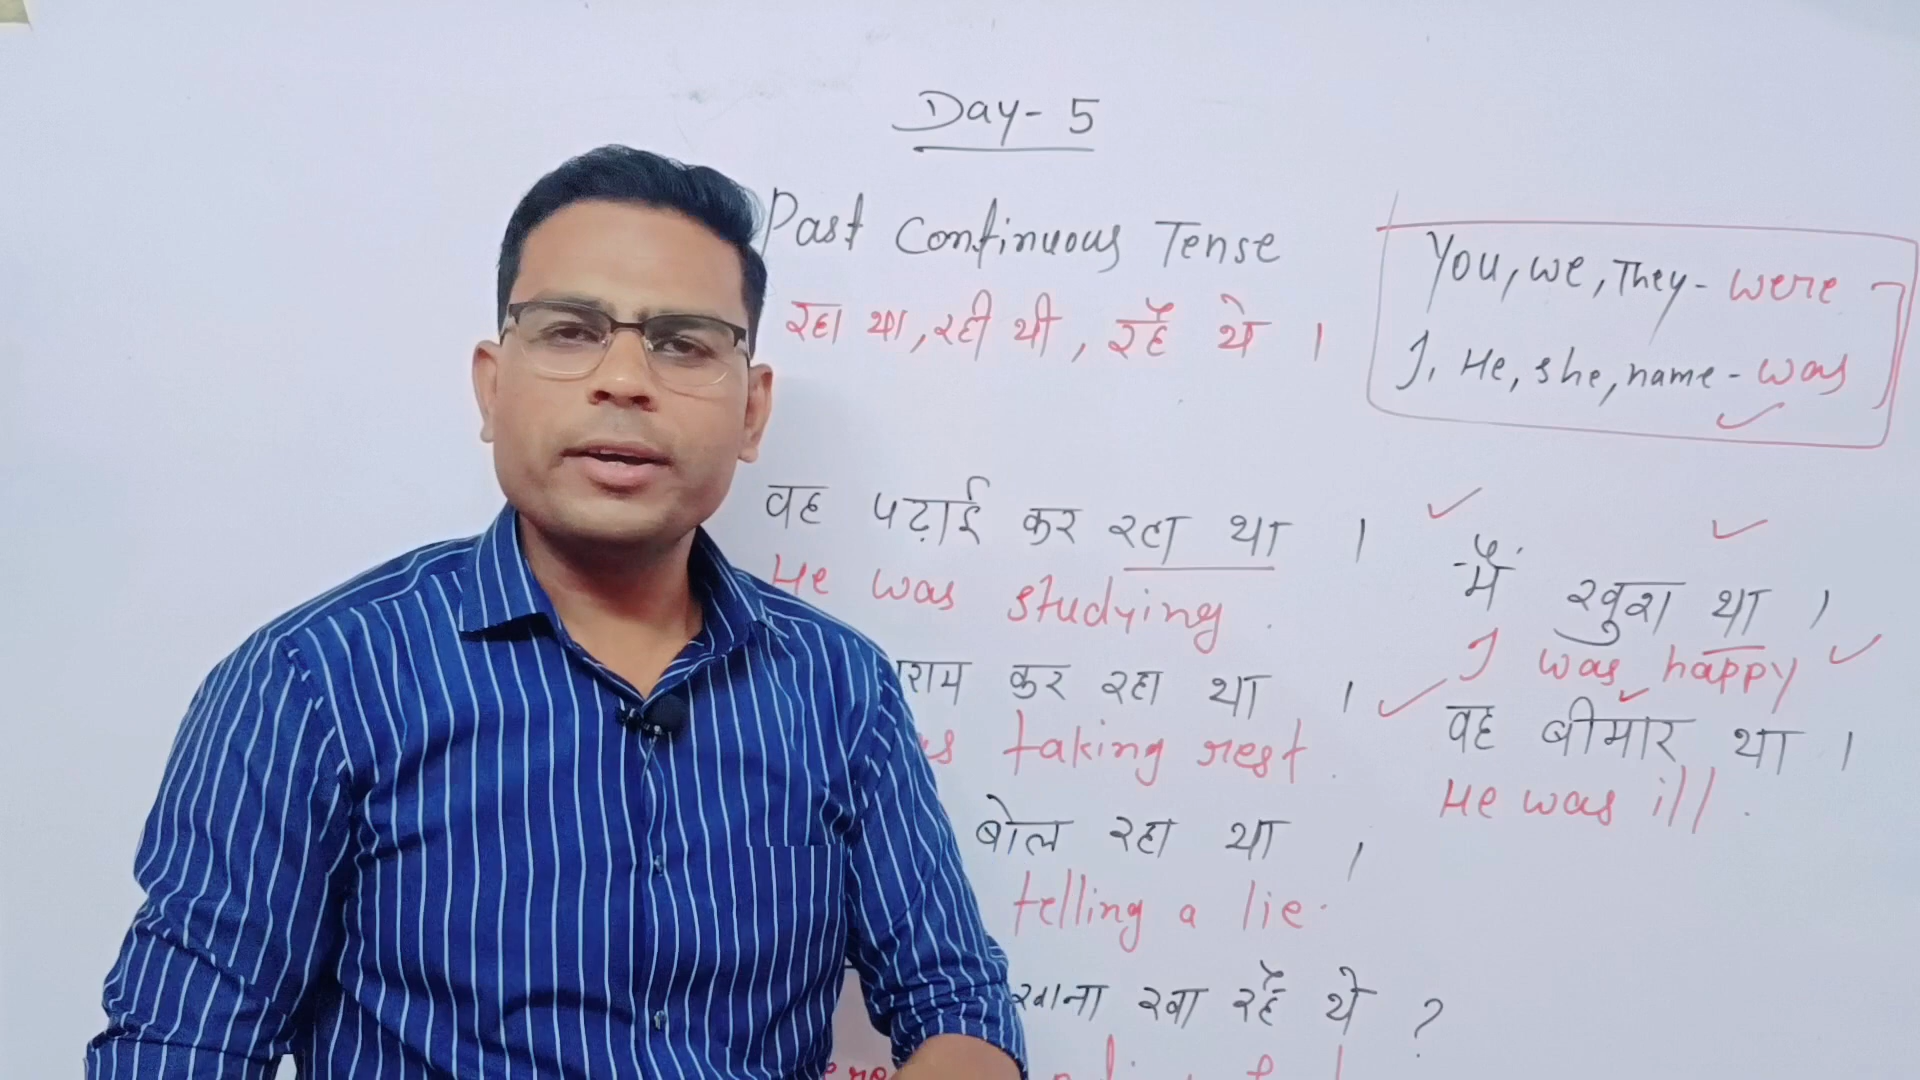 Day- 5
Past Continuous Tense
रहा था, रही थी, रहें थे ।
You, we, They - were
I, He, she, name - was
वह पढ़ाई कर रहा था ।
He was studying.
कर रहा था ।
taking rest.
बोल रहा था ।
telling a lie.
खाना खा रहें थे ?
मैं खुश था ।
I was happy
वह बीमार था ।
He was ill.